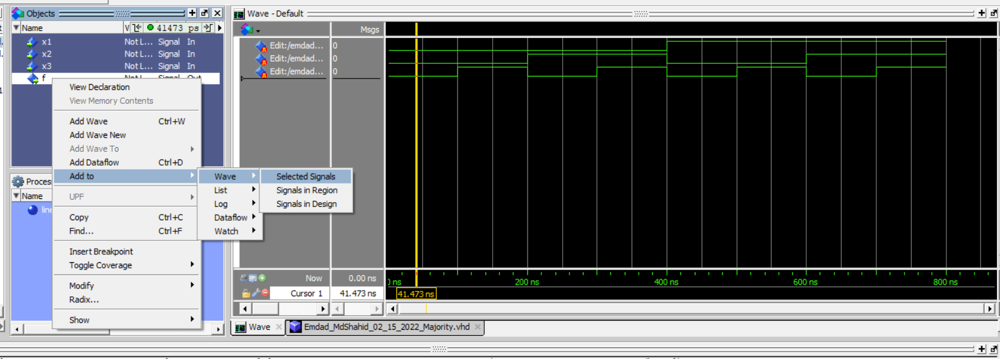 Objects
Name V 41473 ps
x1 Not L... Signal In
x2 Not L... Signal In
x3 Not L... Signal In
f Not L Signal Out
View Declaration
View Memory Contents
Add Wave Ctrl+W
Add Wave New
Add Wave To
Add Dataflow Ctrl+D
Add to
UPF
Copy Ctrl+C
Find... Ctrl+F
Insert Breakpoint
Toggle Coverage
Modify
Radix...
Show
Wave
List
Log
Dataflow
Watch
Selected Signals
Signals in Region
Signals in Design
Proces
Name
line
Wave - Default
Msgs
Edit:/emdad... 0
Edit:/emdad... 0
Edit:/emdad... 0
Now 0.00 ns
Cursor 1 41.473 ns
ns 200 ns 400 ns 600 ns 800 ns
41.473 ns
Wave
Emdad_MdShahid_02_15_2022_Majority.vhd